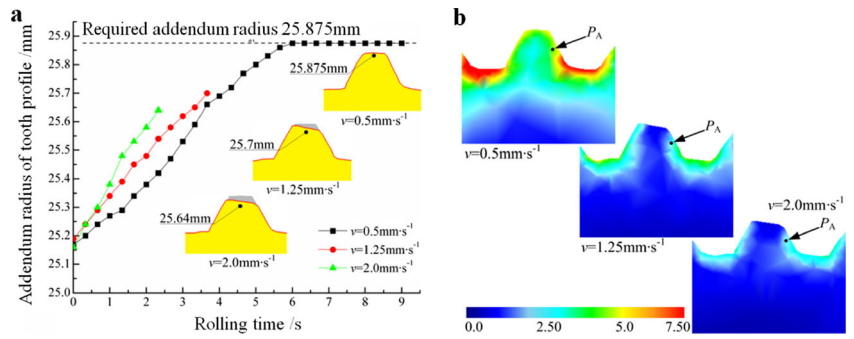 a
Required addendum radius 25.875mm
Addendum radius of tooth profile /mm
25.9
25.8
25.7
25.6
25.5
25.4
25.3
25.2
25.1
25.0
25.875mm
v=0.5mm·s⁻¹
25.7mm
v=1.25mm·s⁻¹
25.64mm
v=2.0mm·s⁻¹
v=0.5mm·s⁻¹
v=1.25mm·s⁻¹
v=2.0mm·s⁻¹
0 1 2 3 4 5 6 7 8 9
Rolling time /s
b
P_A
v=0.5mm·s⁻¹
P_A
v=1.25mm·s⁻¹
v=2.0mm·s⁻¹
P_A
0.0 2.50 5.00 7.50